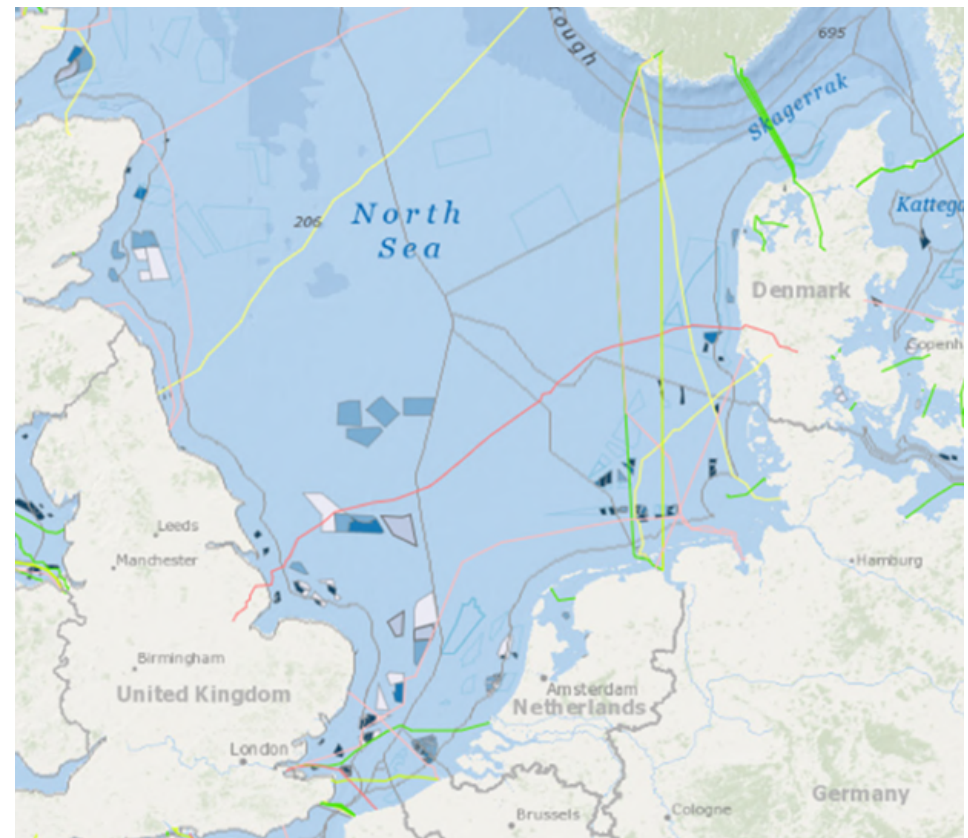 rough
695
Skagerrak
206
North
Sea
Kattega
Denmark
Copenh
Leeds
Manchester
Hamburg
Birmingham
United Kingdom
Amsterdam
Netherlands
London
Germany
Brussels
Cologne